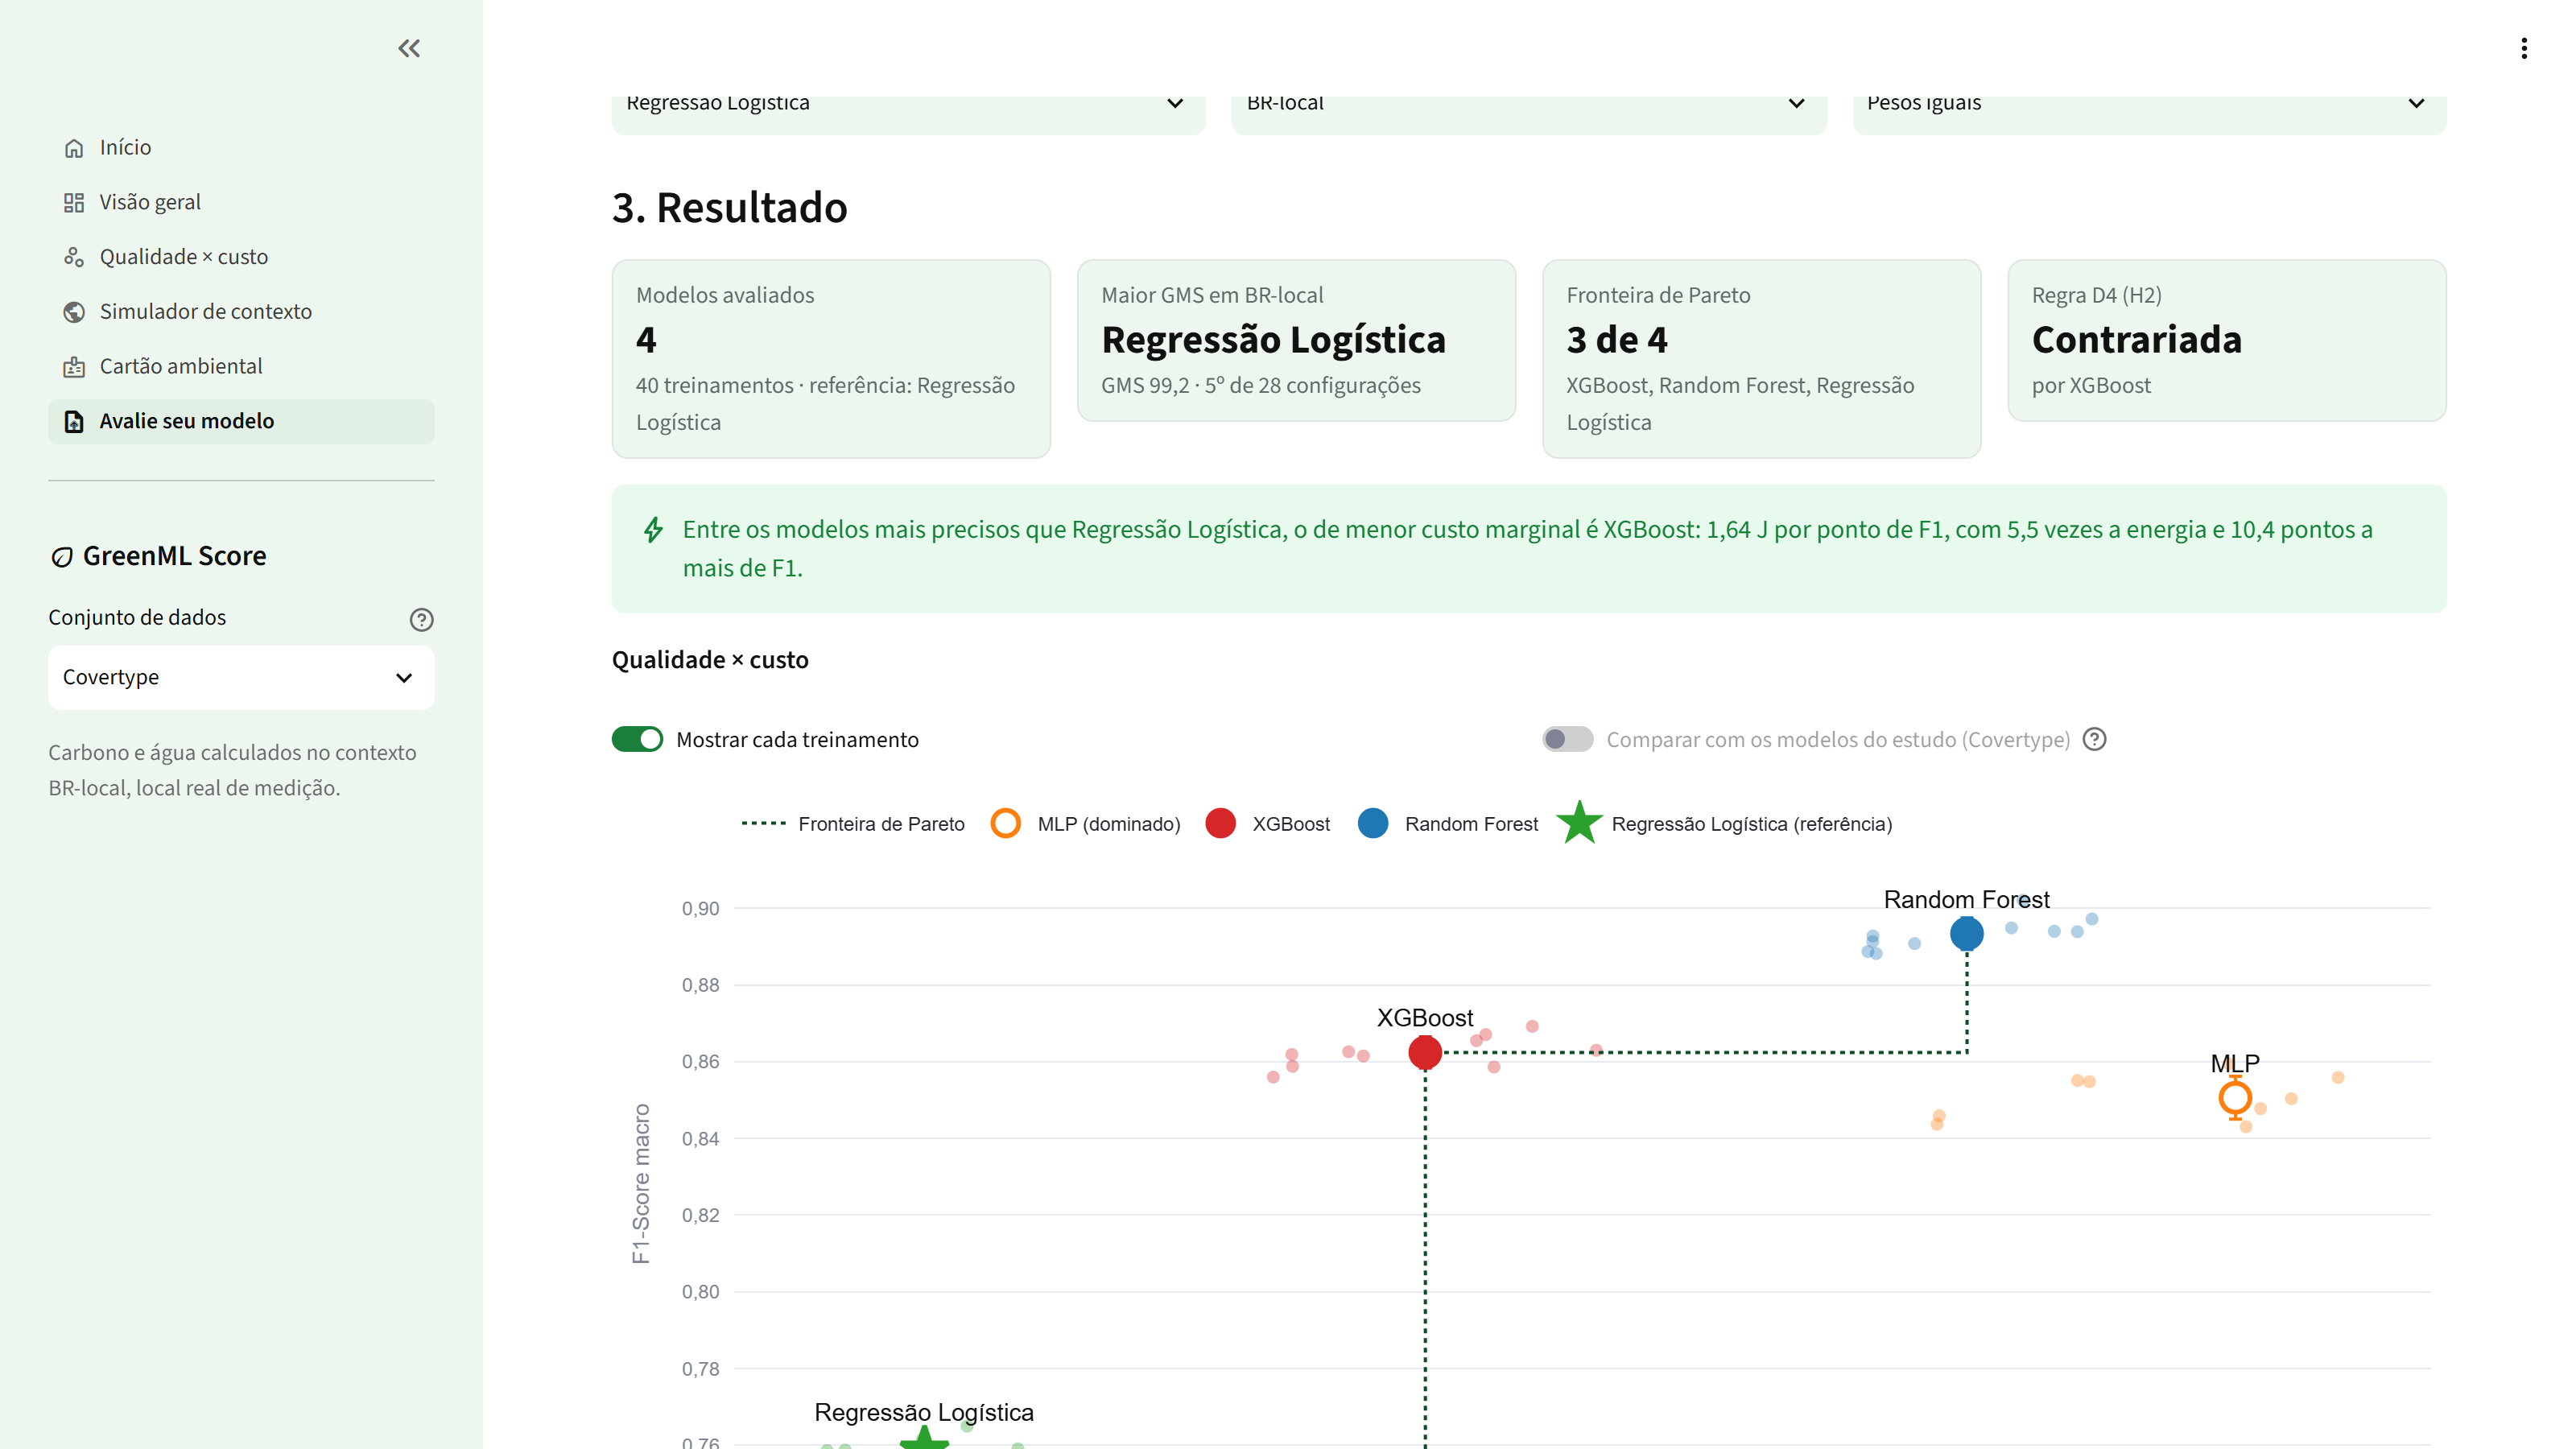 Início
Visão geral
Qualidade × custo
Simulador de contexto
Cartão ambiental
Avalie seu modelo
GreenML Score
Conjunto de dados
Covertype
Carbono e água calculados no contexto
BR-local, local real de medição.
Regressão Logística
BR-local
Pesos iguais
3. Resultado
Modelos avaliados
4
40 treinamentos · referência: Regressão
Logística
Maior GMS em BR-local
Regressão Logística
GMS 99,2 · 5º de 28 configurações
Fronteira de Pareto
3 de 4
XGBoost, Random Forest, Regressão
Logística
Regra D4 (H2)
Contrariada
por XGBoost
Entre os modelos mais precisos que Regressão Logística, o de menor custo marginal é XGBoost: 1,64 J por ponto de F1, com 5,5 vezes a energia e 10,4 pontos a
mais de F1.
Qualidade × custo
Mostrar cada treinamento
Comparar com os modelos do estudo (Covertype)
Fronteira de Pareto
MLP (dominado)
XGBoost
Random Forest
Regressão Logística (referência)
F1-Score macro
0,90
0,88
0,86
0,84
0,82
0,80
0,78
0,76
Random Forest
XGBoost
MLP
Regressão Logística